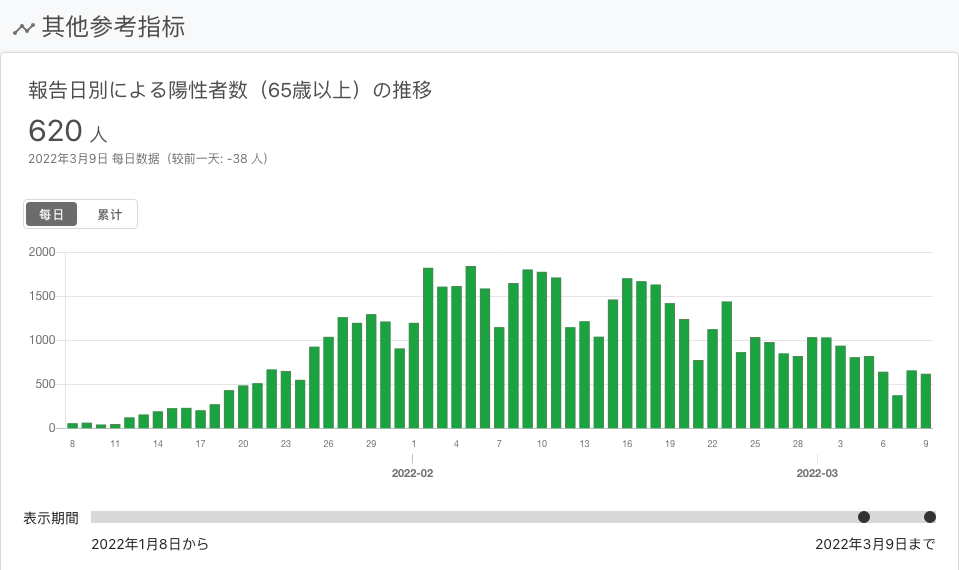 其他参考指标
報告日別による陽性者数（65歳以上）の推移
620 人
2022年3月9日 每日数据（较前一天: -38 人）
每日 累计
2000
1500
1000
500
0
8 11 14 17 20 23 26 29 1 4 7 10 13 16 19 22 25 28 3 6 9
2022-02 2022-03
表示期間
2022年1月8日から 2022年3月9日まで